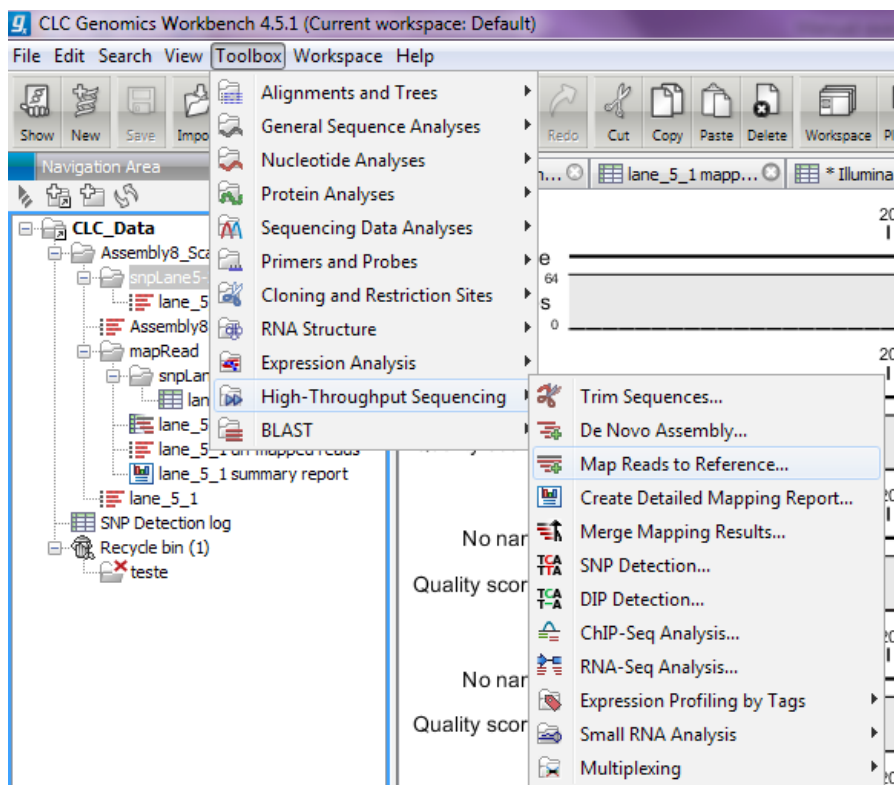 CLC Genomics Workbench 4.5.1 (Current workspace: Default)
File Edit Search View Toolbox Workspace Help
Show New Save Impo Redo Cut Copy Paste Delete Workspace Pl
Navigation Area
n... lane_5_1 mapp... * Illumina
CLC_Data
Assembly8_Sca
snpLane5-
lane_5
Assembly8
mapRead
snpLan
lan
lane_5
lane_5_1 un-mapped reads
lane_5_1 summary report
lane_5_1
SNP Detection log
Recycle bin (1)
teste
Alignments and Trees
General Sequence Analyses
Nucleotide Analyses
Protein Analyses
Sequencing Data Analyses
Primers and Probes
Cloning and Restriction Sites
RNA Structure
Expression Analysis
High-Throughput Sequencing
BLAST
Trim Sequences...
De Novo Assembly...
Map Reads to Reference...
Create Detailed Mapping Report...
Merge Mapping Results...
SNP Detection...
DIP Detection...
ChIP-Seq Analysis...
RNA-Seq Analysis...
Expression Profiling by Tags
Small RNA Analysis
Multiplexing
20
e
64
s
0
20
No nar
Quality scor
No nar
Quality scor